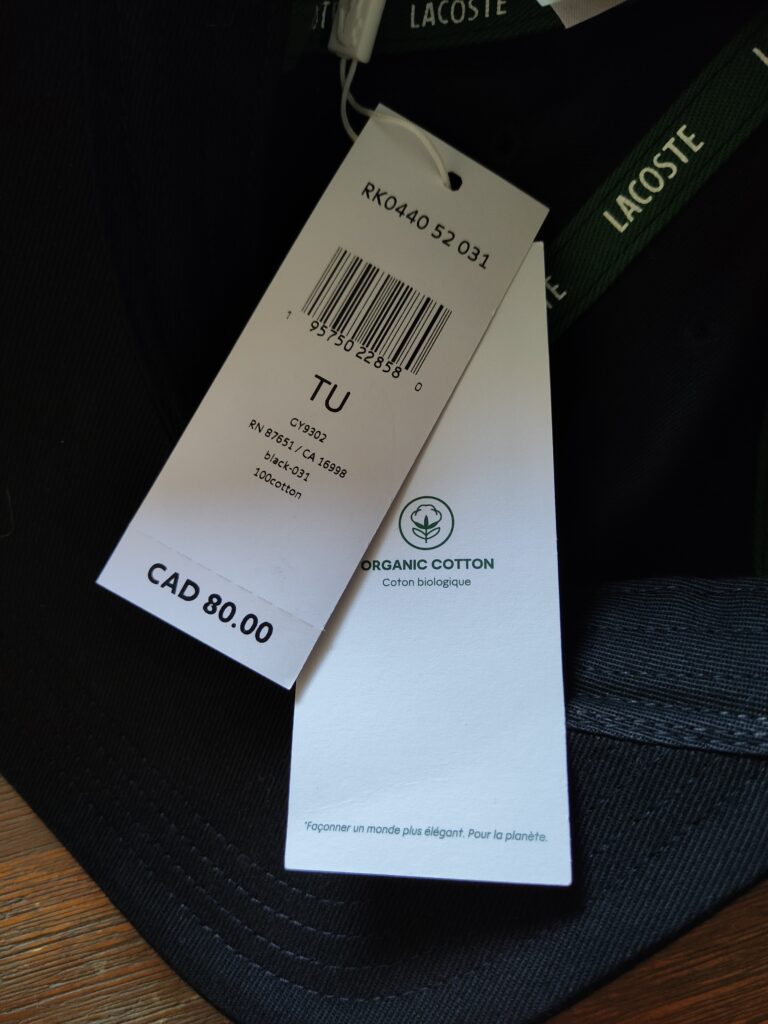 LACOSTE
LACOSTE
RK0440 52 031
1 95750 22858 0
TU
GY9302
RN 87651 / CA 16998
black-031
100cotton
CAD 80.00
ORGANIC COTTON
Coton biologique
*Façonner un monde plus élégant. Pour la planète.